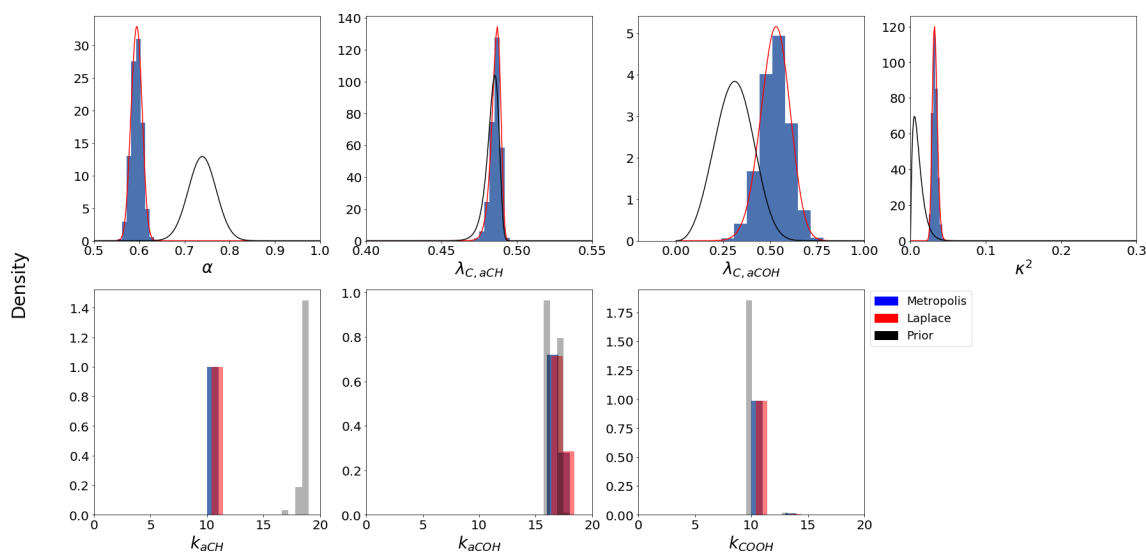 30
25
20
15
10
5
0
0.5 0.6 0.7 0.8 0.9 1.0
α
140
120
100
80
60
40
20
0
0.40 0.45 0.50 0.55
λC, aCH
5
4
3
2
1
0
0.00 0.25 0.50 0.75 1.00
λC, aCOH
120
100
80
60
40
20
0
0.0 0.1 0.2 0.3
κ²
Density
1.4
1.2
1.0
0.8
0.6
0.4
0.2
0.0
0 5 10 15 20
kaCH
1.0
0.8
0.6
0.4
0.2
0.0
0 5 10 15 20
kaCOH
1.75
1.50
1.25
1.00
0.75
0.50
0.25
0.00
0 5 10 15 20
kCOOH
Metropolis
Laplace
Prior